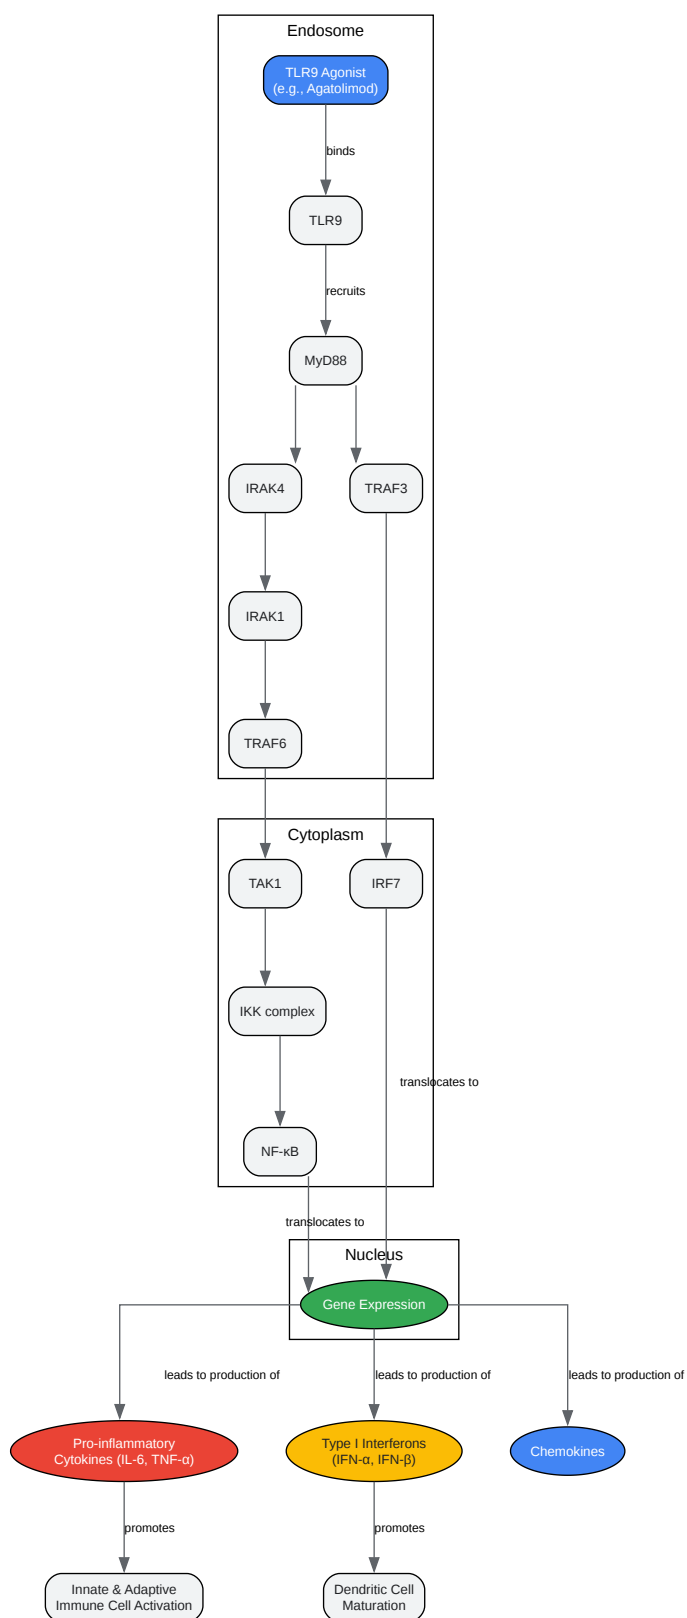 Endosome
TLR9 Agonist
(e.g., Agatolimod)
binds
TLR9
recruits
MyD88
IRAK4
TRAF3
IRAK1
TRAF6
Cytoplasm
TAK1
IRF7
IKK complex
translocates to
NF-κB
translocates to
Nucleus
Gene Expression
leads to production of
leads to production of
leads to production of
Pro-inflammatory
Cytokines (IL-6, TNF-α)
Type I Interferons
(IFN-α, IFN-β)
Chemokines
promotes
promotes
Innate & Adaptive
Immune Cell Activation
Dendritic Cell
Maturation